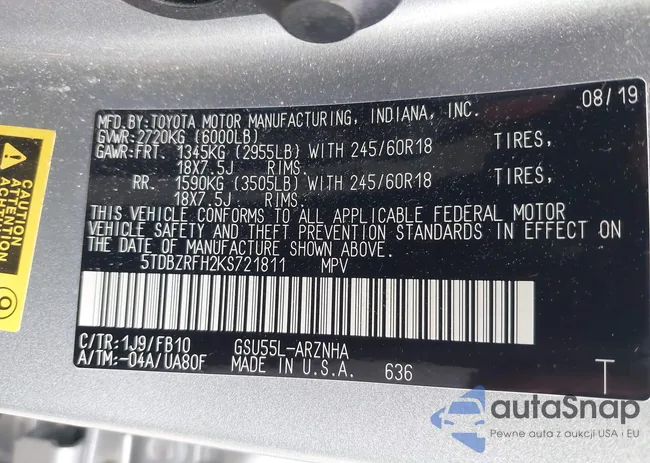 MFD.BY:TOYOTA MOTOR MANUFACTURING, INDIANA, INC. 08/19
GVWR:2720KG (6000LB)
GAWR:FRT. 1345KG (2955LB) WITH 245/60R18 TIRES,
18X7.5J RIMS.
RR. 1590KG (3505LB) WITH 245/60R18 TIRES,
18X7.5J RIMS.
THIS VEHICLE CONFORMS TO ALL APPLICABLE FEDERAL MOTOR
VEHICLE SAFETY AND THEFT PREVENTION STANDARDS IN EFFECT ON
THE DATE OF MANUFACTURE SHOWN ABOVE.
5TDBZRFH2KS721811 MPV
C/TR:1J9/FB10 GSU55L-ARZNHA
A/TM:-04A/UA80F MADE IN U.S.A. 636 T
CAUTION
ATTENTION
ACHTUNG
autaSnap
Pewne auta z aukcji USA i EU